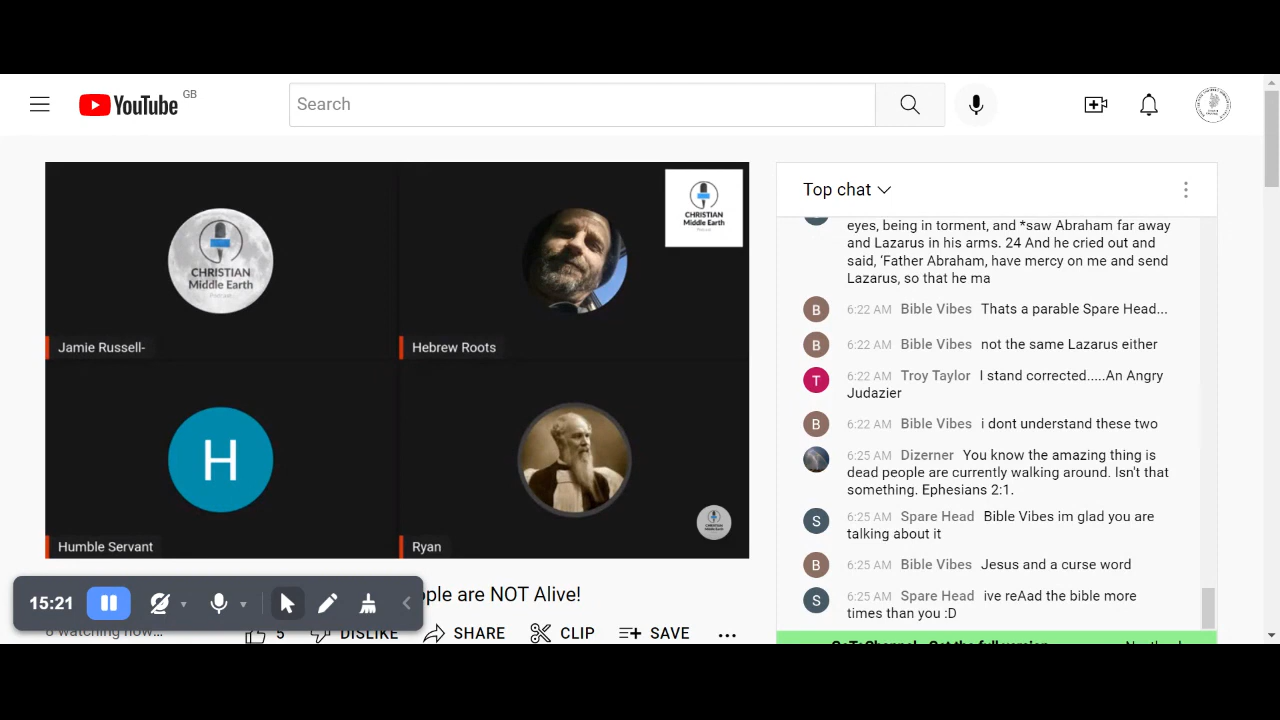 YouTube GB
Search
CHRISTIAN
Middle Earth
Podcast
CHRISTIAN
Middle Earth
Podcast
Jamie Russell-
Hebrew Roots
H
Humble Servant
Ryan
15:21
ople are NOT Alive!
8 watching now...
5
DISLIKE
SHARE
CLIP
SAVE
Top chat
eyes, being in torment, and *saw Abraham far away
and Lazarus in his arms. 24 And he cried out and
said, ‘Father Abraham, have mercy on me and send
Lazarus, so that he ma
B 6:22 AM Bible Vibes Thats a parable Spare Head...
B 6:22 AM Bible Vibes not the same Lazarus either
T 6:22 AM Troy Taylor I stand corrected.....An Angry
Judazier
B 6:22 AM Bible Vibes i dont understand these two
6:25 AM Dizerner You know the amazing thing is
dead people are currently walking around. Isn't that
something. Ephesians 2:1.
S 6:25 AM Spare Head Bible Vibes im glad you are
talking about it
B 6:25 AM Bible Vibes Jesus and a curse word
S 6:25 AM Spare Head ive reAad the bible more
times than you :D